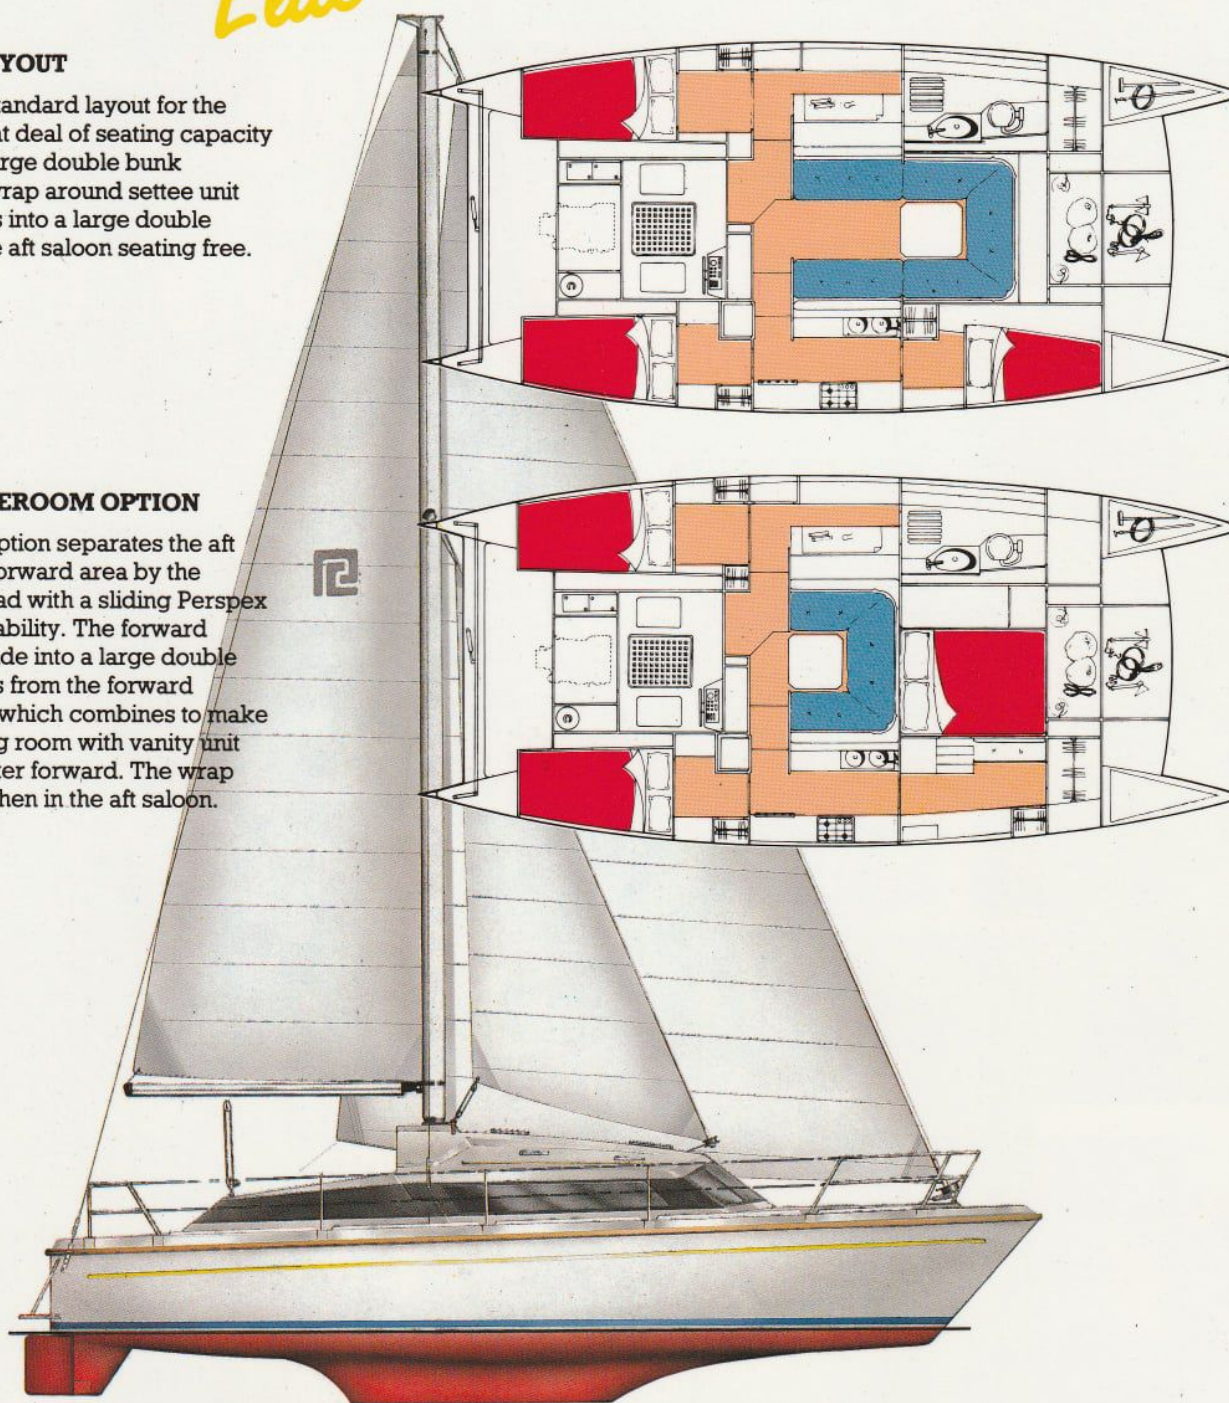 YOUT
tandard layout for the
t deal of seating capacity
arge double bunk
rap around settee unit
s into a large double
e aft saloon seating free.
EROOM OPTION
ption separates the aft
orward area by the
ad with a sliding Perspex
ability. The forward
de into a large double
s from the forward
which combines to make
g room with vanity unit
ter forward. The wrap
hen in the aft saloon.